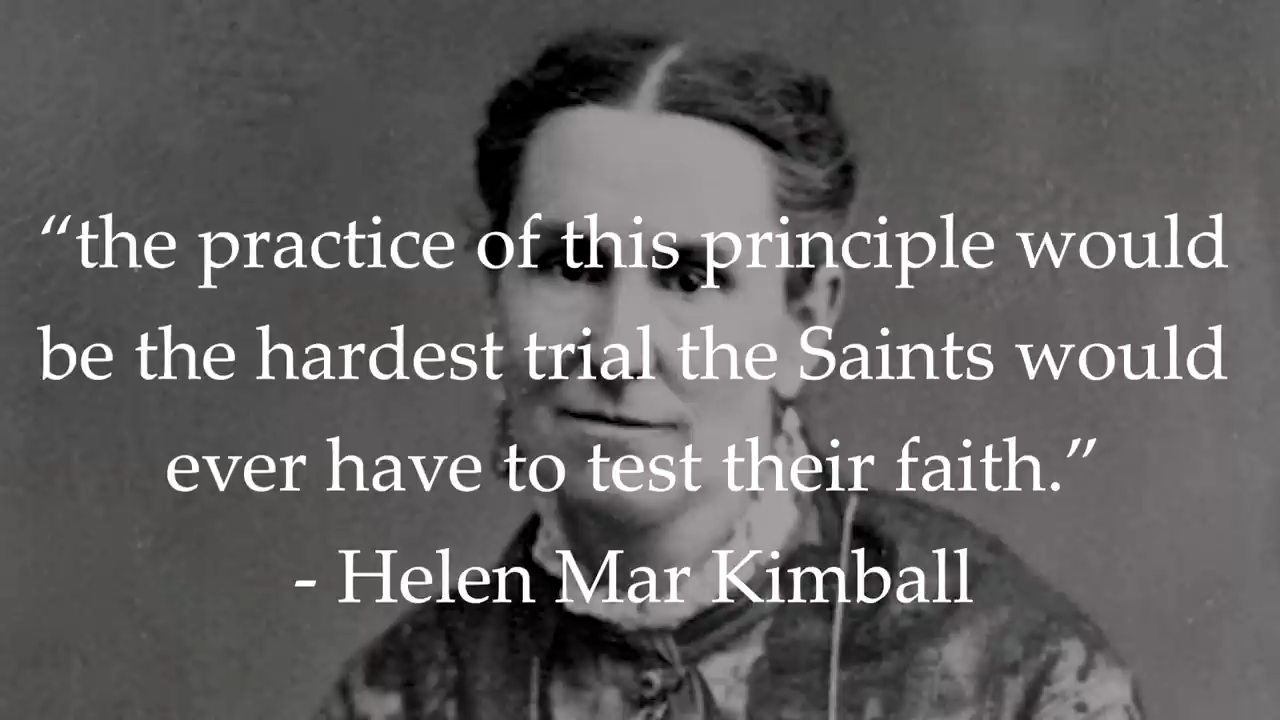 “the practice of this principle would
be the hardest trial the Saints would
ever have to test their faith.”
- Helen Mar Kimball